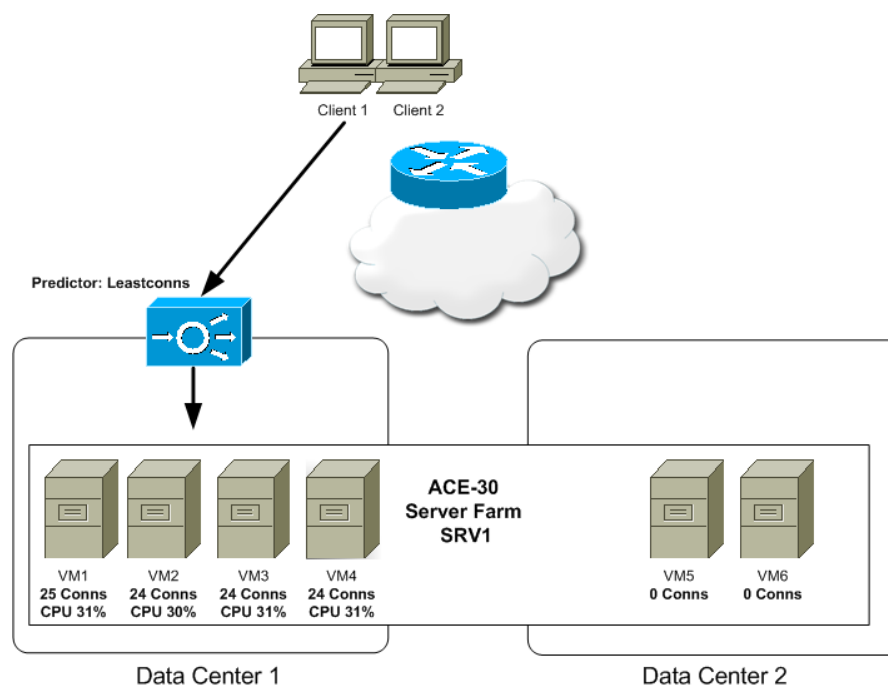 Client 1
Client 2
Predictor: Leastconns
ACE-30
Server Farm
SRV1
VM1
25 Conns
CPU 31%
VM2
24 Conns
CPU 30%
VM3
24 Conns
CPU 31%
VM4
24 Conns
CPU 31%
VM5
0 Conns
VM6
0 Conns
Data Center 1
Data Center 2